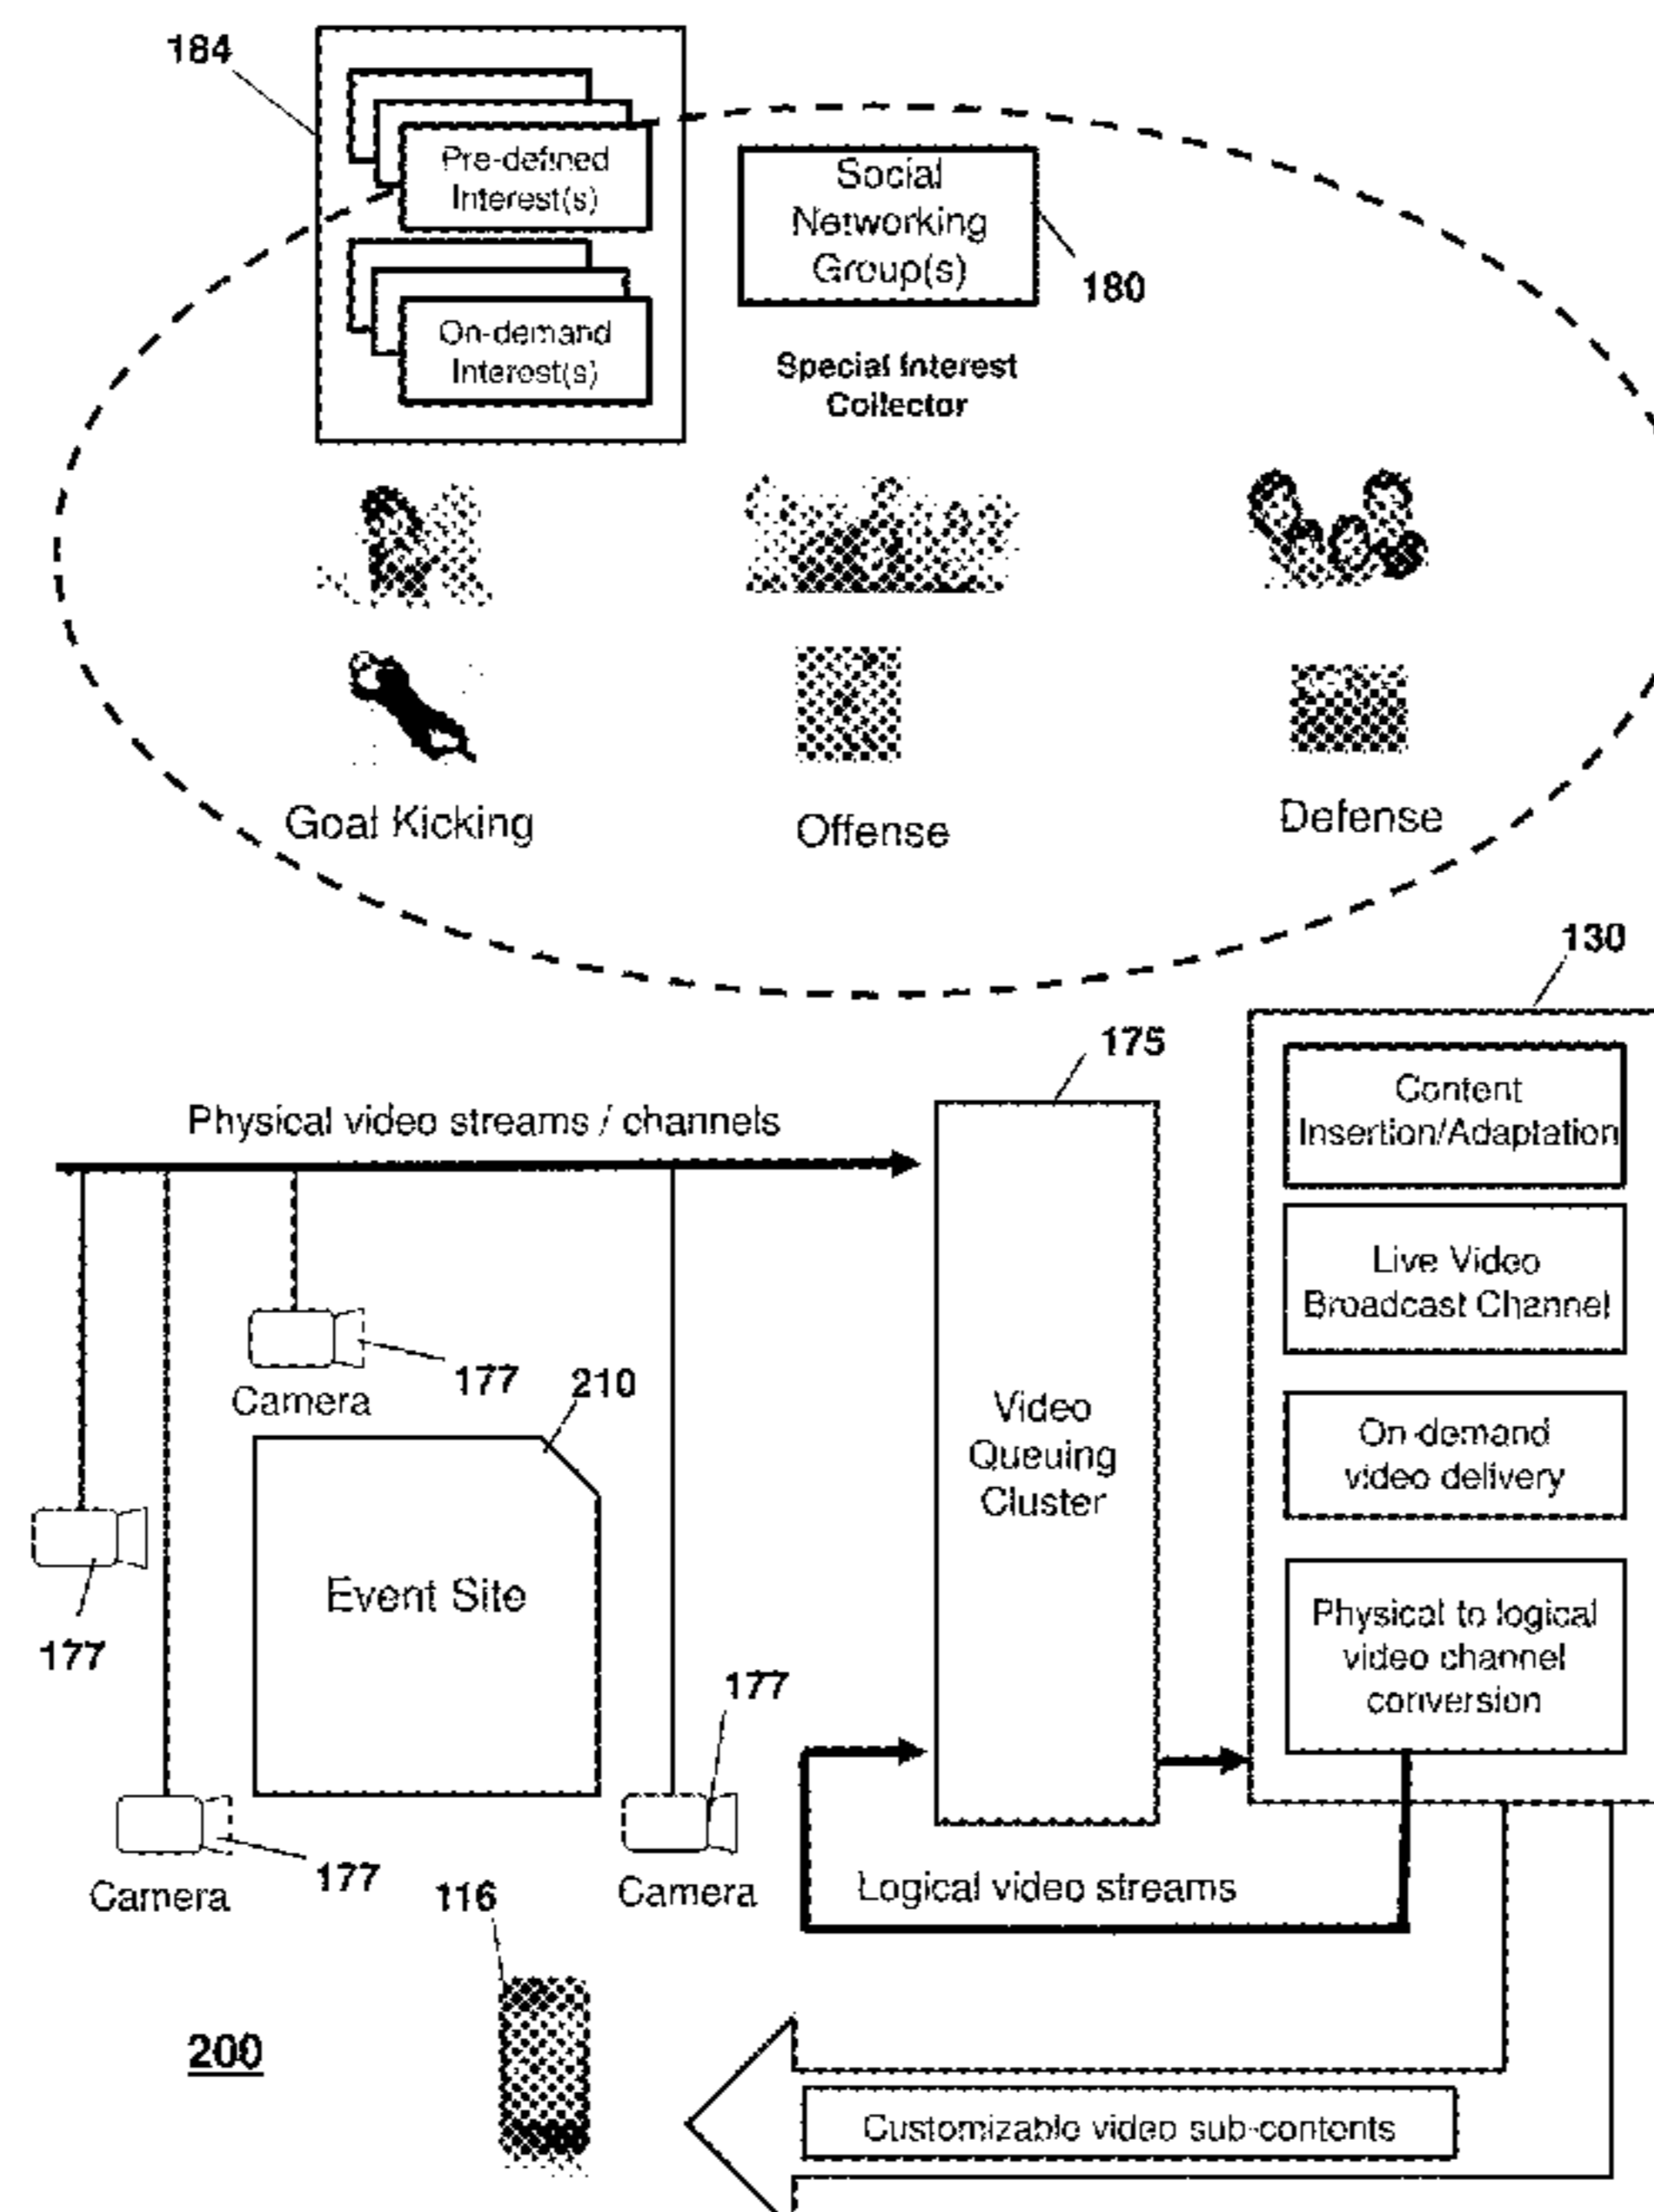 184
Pre-defined
Interest(s)
On-demand
Interest(s)
Social
Networking
Group(s)
180
Special Interest
Collector
Goal Kicking
Offense
Defense
130
175
Physical video streams / channels
Content
Insertion/Adaptation
Live Video
Broadcast Channel
On-demand
video delivery
Physical to logical
video channel
conversion
Video
Queuing
Cluster
177
Camera
210
Event Site
177
177
Camera
177
Camera
116
Logical video streams
200
Customizable video sub-contents